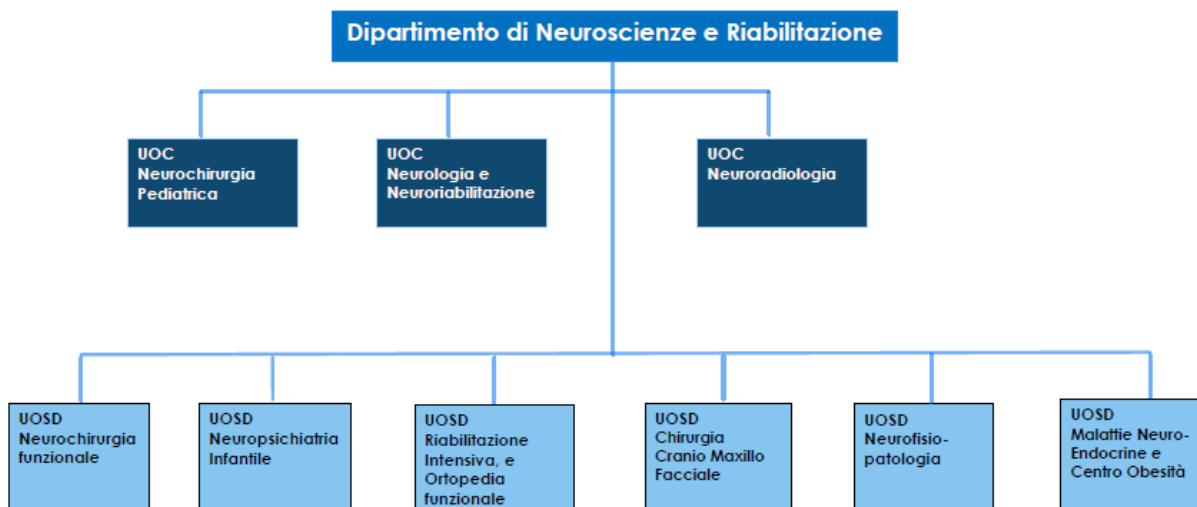 Dipartimento di Neuroscienze e Riabilitazione
UOC
Neurochirurgia
Pediatrica
UOC
Neurologia e
Neuroriabilitazione
UOC
Neuroradiologia
UOSD
Neurochirurgia
funzionale
UOSD
Neuropsichiatria
Infantile
UOSD
Riabilitazione
Intensiva, e
Ortopedia
funzionale
UOSD
Chirurgia
Cranio Maxillo
Facciale
UOSD
Neurofisio-
patologia
UOSD
Malattie Neuro-
Endocrine e
Centro Obesità